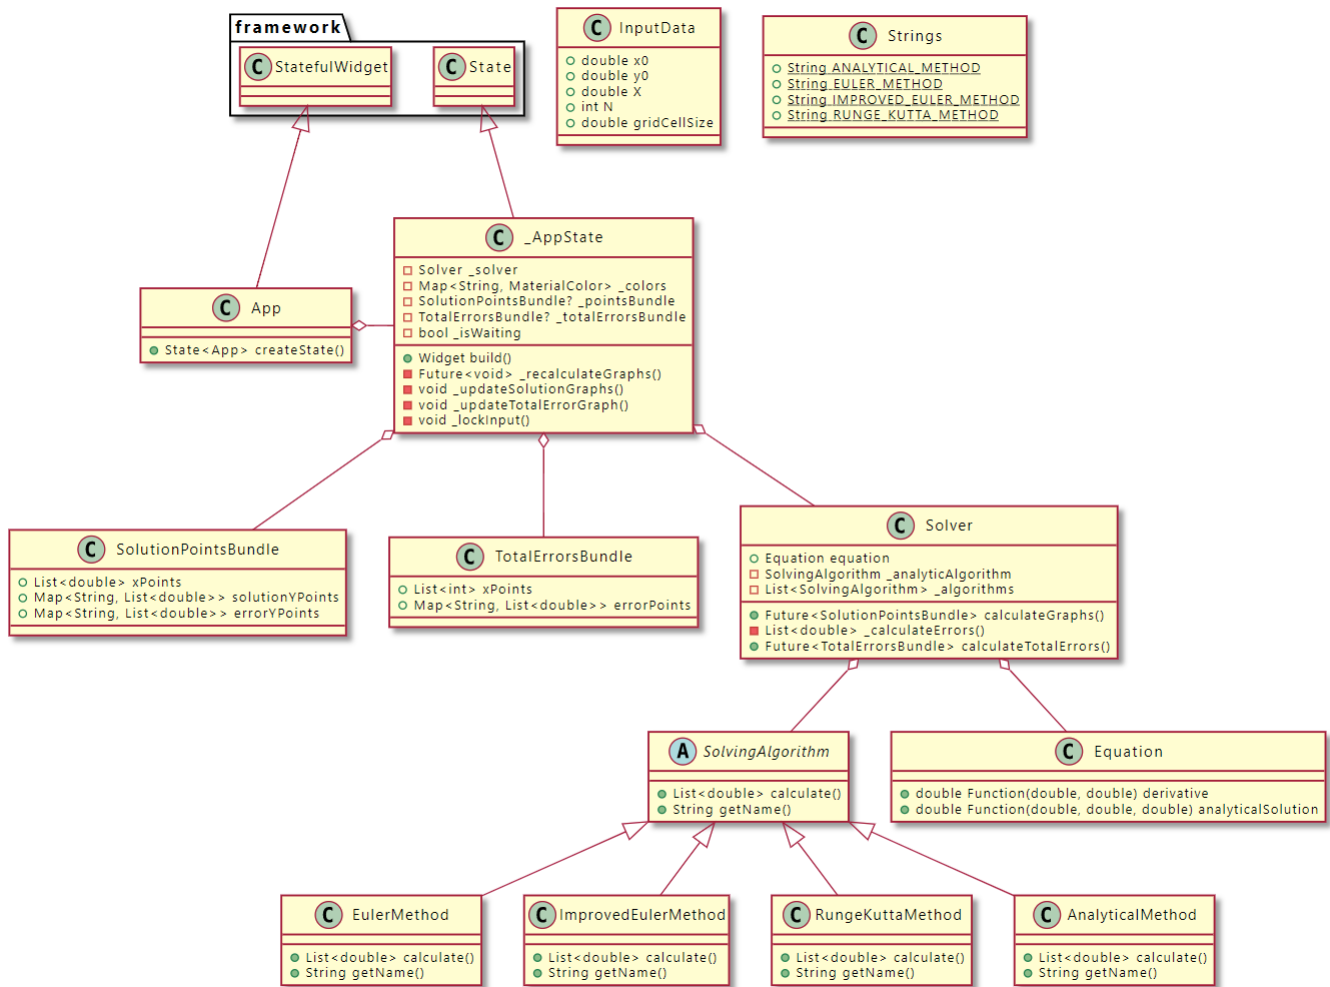 framework
C StatefulWidget
C State
C InputData
double x0
double y0
double X
int N
double gridCellSize
C Strings
String ANALYTICAL_METHOD
String EULER_METHOD
String IMPROVED_EULER_METHOD
String RUNGE_KUTTA_METHOD
C _AppState
Solver _solver
Map<String, MaterialColor> _colors
SolutionPointsBundle? _pointsBundle
TotalErrorsBundle? _totalErrorsBundle
bool _isWaiting
Widget build()
Future<void> _recalculateGraphs()
void _updateSolutionGraphs()
void _updateTotalErrorGraph()
void _lockInput()
C App
State<App> createState()
C SolutionPointsBundle
List<double> xPoints
Map<String, List<double>> solutionYPoints
Map<String, List<double>> errorYPoints
C TotalErrorsBundle
List<int> xPoints
Map<String, List<double>> errorPoints
C Solver
Equation equation
SolvingAlgorithm _analyticAlgorithm
List<SolvingAlgorithm> _algorithms
Future<SolutionPointsBundle> calculateGraphs()
List<double> _calculateErrors()
Future<TotalErrorsBundle> calculateTotalErrors()
A SolvingAlgorithm
List<double> calculate()
String getName()
C Equation
double Function(double, double) derivative
double Function(double, double, double) analyticalSolution
C EulerMethod
List<double> calculate()
String getName()
C ImprovedEulerMethod
List<double> calculate()
String getName()
C RungeKuttaMethod
List<double> calculate()
String getName()
C AnalyticalMethod
List<double> calculate()
String getName()